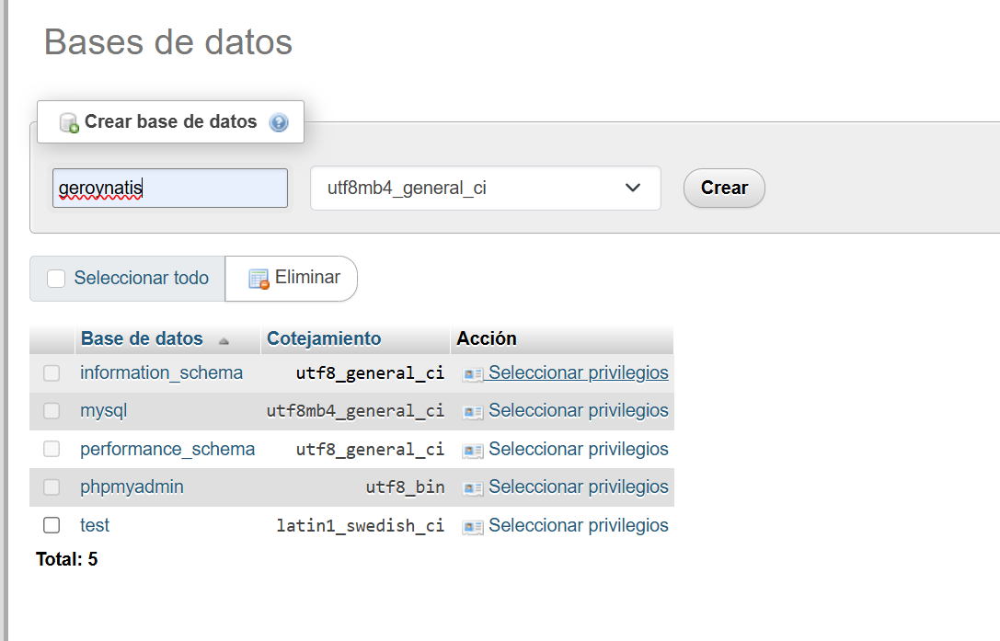 Bases de datos
Crear base de datos
geroynatis utf8mb4_general_ci Crear
Seleccionar todo Eliminar
Base de datos Cotejamiento Acción
information_schema utf8_general_ci Seleccionar privilegios
mysql utf8mb4_general_ci Seleccionar privilegios
performance_schema utf8_general_ci Seleccionar privilegios
phpmyadmin utf8_bin Seleccionar privilegios
test latin1_swedish_ci Seleccionar privilegios
Total: 5